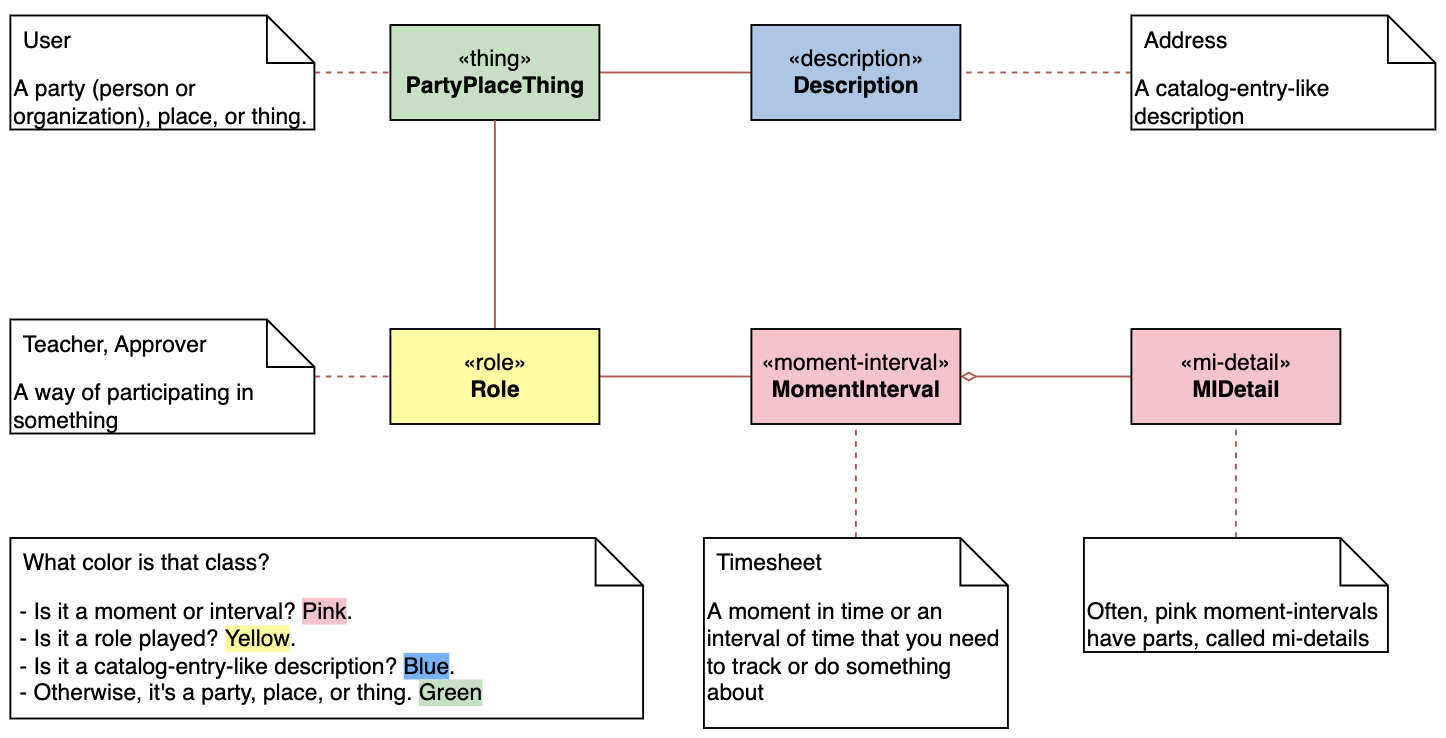 User
A party (person or
organization), place, or thing.
«thing»
PartyPlaceThing
«description»
Description
Address
A catalog-entry-like
description
Teacher, Approver
A way of participating in
something
«role»
Role
«moment-interval»
MomentInterval
«mi-detail»
MIDetail
What color is that class?
- Is it a moment or interval? Pink.
- Is it a role played? Yellow.
- Is it a catalog-entry-like description? Blue.
- Otherwise, it's a party, place, or thing. Green
Timesheet
A moment in time or an
interval of time that you need
to track or do something
about
Often, pink moment-intervals
have parts, called mi-details